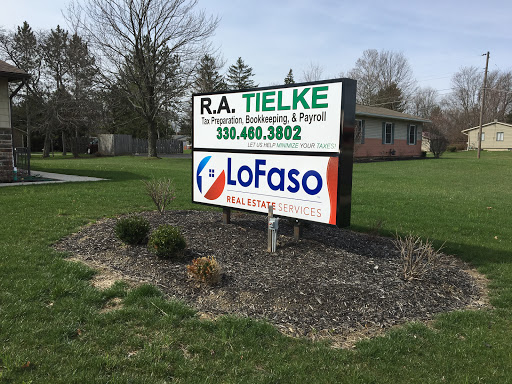 R.A. TIELKE
Tax Preparation, Bookkeeping, & Payroll
330.460.3802
LET US HELP MINIMIZE YOUR TAXES!
LoFaso
REAL ESTATE SERVICES